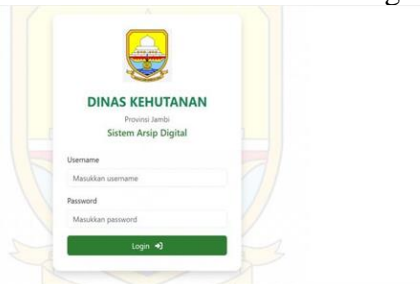 DINAS KEHUTANAN
Provinsi Jambi
Sistem Arsip Digital
Username
Masukkan username
Password
Masukkan password
Login